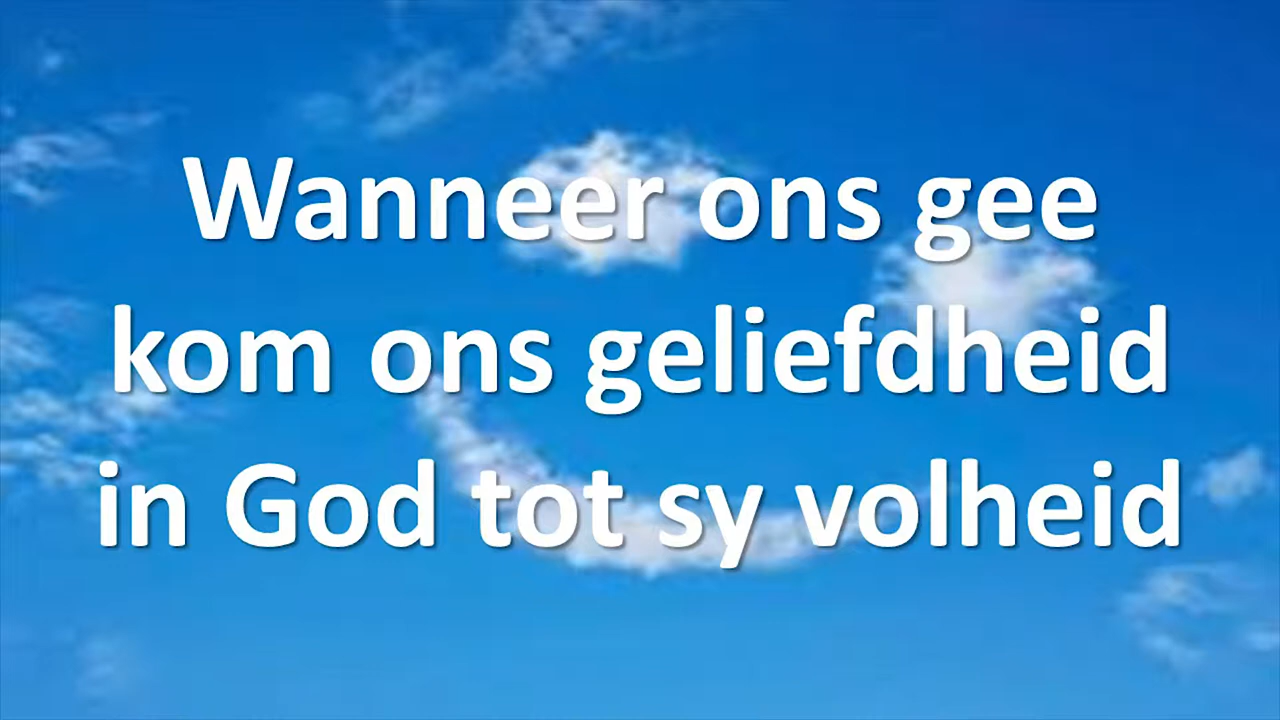 Wanneer ons gee
kom ons geliefdheid
in God tot sy volheid